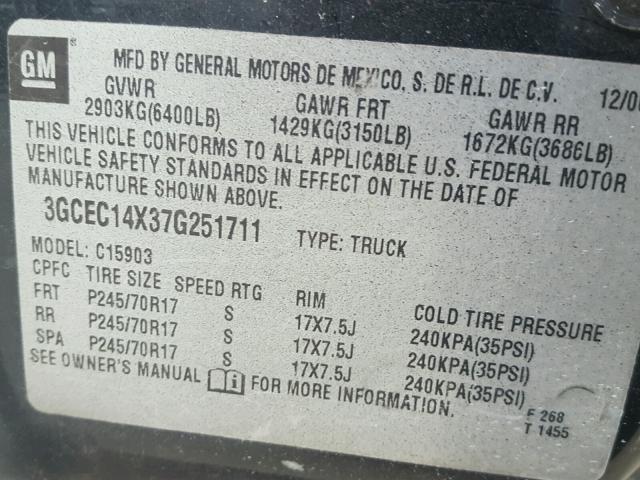 GM ®
MFD BY GENERAL MOTORS DE MEXICO, S. DE R.L. DE C.V. 12/0
GVWR GAWR FRT GAWR RR
2903KG(6400LB) 1429KG(3150LB) 1672KG(3686LB)
THIS VEHICLE CONFORMS TO ALL APPLICABLE U.S. FEDERAL MOTOR
VEHICLE SAFETY STANDARDS IN EFFECT ON THE DATE OF
MANUFACTURE SHOWN ABOVE.
3GCEC14X37G251711 TYPE: TRUCK
MODEL: C15903
CPFC TIRE SIZE SPEED RTG RIM COLD TIRE PRESSURE
FRT P245/70R17 S 17X7.5J 240KPA(35PSI)
RR P245/70R17 S 17X7.5J 240KPA(35PSI)
SPA P245/70R17 S 17X7.5J 240KPA(35PSI)
SEE OWNER'S MANUAL i FOR MORE INFORMATION.
F 268
T 1455